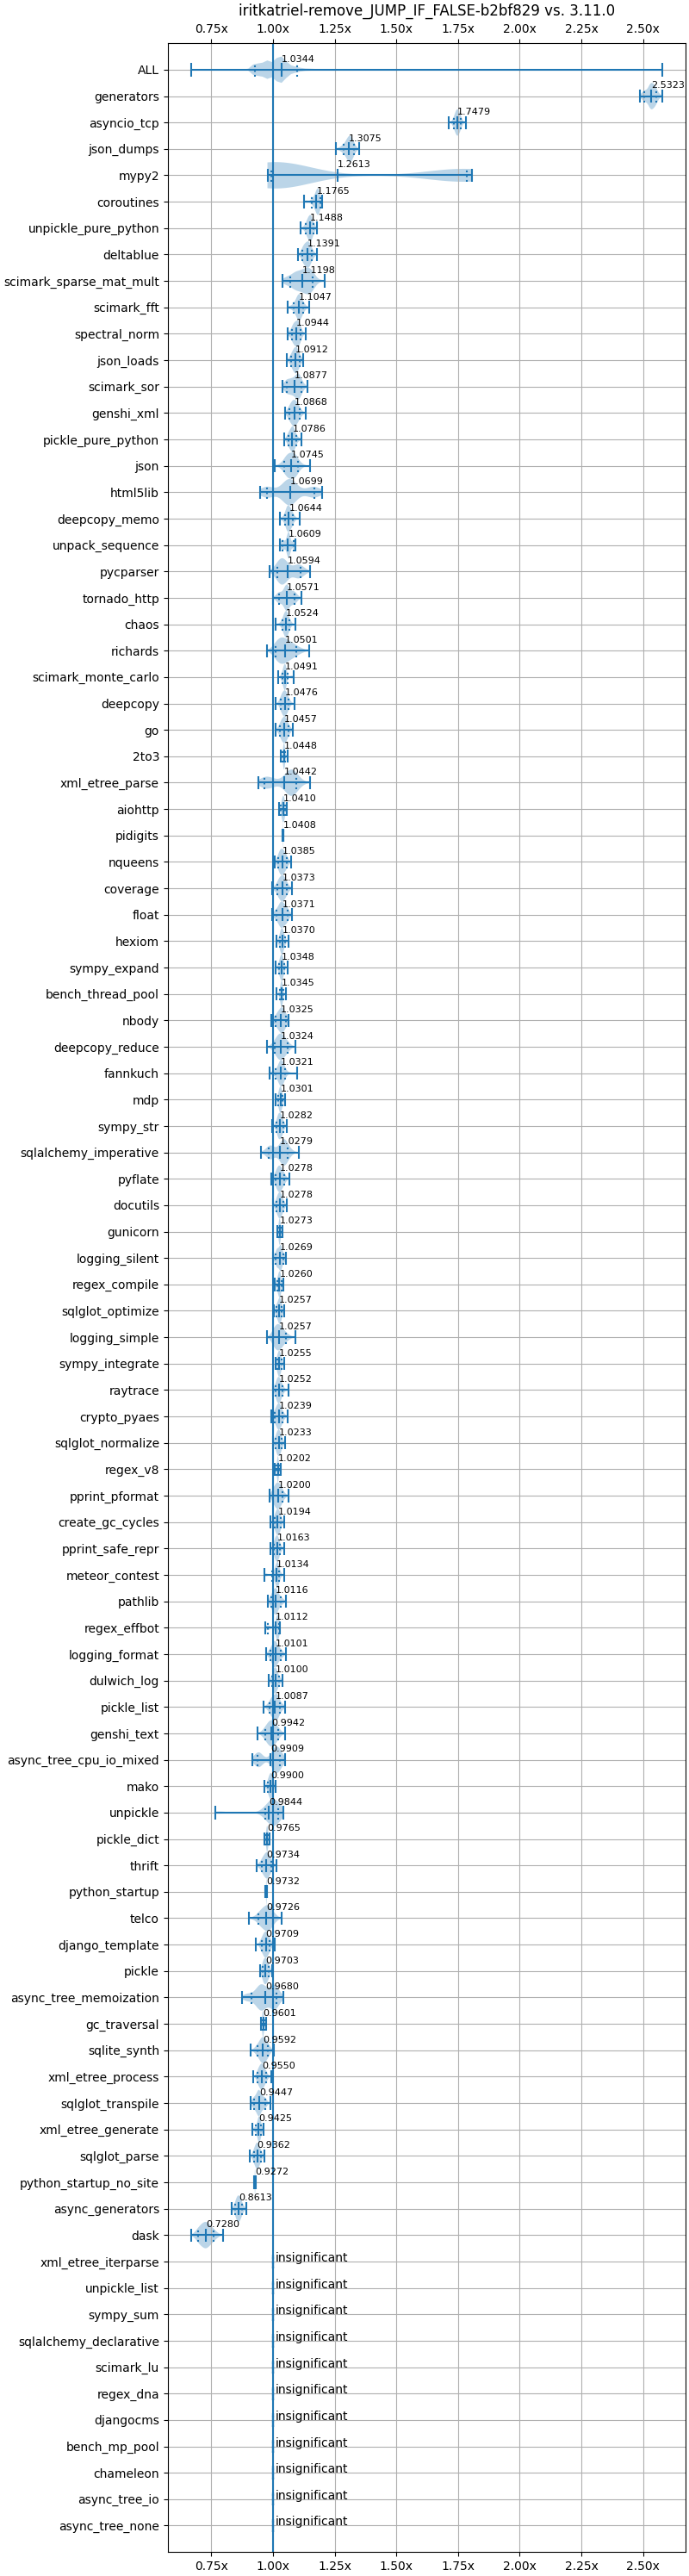 iritkatriel-remove_JUMP_IF_FALSE-b2bf829 vs. 3.11.0
0.75x 1.00x 1.25x 1.50x 1.75x 2.00x 2.25x 2.50x
ALL 1.0344
generators 2.5323
asyncio_tcp 1.7479
json_dumps 1.3075
mypy2 1.2613
coroutines 1.1765
unpickle_pure_python 1.1488
deltablue 1.1391
scimark_sparse_mat_mult 1.1198
scimark_fft 1.1047
spectral_norm 1.0944
json_loads 1.0912
scimark_sor 1.0877
genshi_xml 1.0868
pickle_pure_python 1.0786
json 1.0745
html5lib 1.0699
deepcopy_memo 1.0644
unpack_sequence 1.0609
pycparser 1.0594
tornado_http 1.0571
chaos 1.0524
richards 1.0501
scimark_monte_carlo 1.0491
deepcopy 1.0476
go 1.0457
2to3 1.0448
xml_etree_parse 1.0442
aiohttp 1.0410
pidigits 1.0408
nqueens 1.0385
coverage 1.0373
float 1.0371
hexiom 1.0370
sympy_expand 1.0348
bench_thread_pool 1.0345
nbody 1.0325
deepcopy_reduce 1.0324
fannkuch 1.0321
mdp 1.0301
sympy_str 1.0282
sqlalchemy_imperative 1.0279
pyflate 1.0278
docutils 1.0278
gunicorn 1.0273
logging_silent 1.0269
regex_compile 1.0260
sqlglot_optimize 1.0257
logging_simple 1.0257
sympy_integrate 1.0255
raytrace 1.0252
crypto_pyaes 1.0239
sqlglot_normalize 1.0233
regex_v8 1.0202
pprint_pformat 1.0200
create_gc_cycles 1.0194
pprint_safe_repr 1.0163
meteor_contest 1.0134
pathlib 1.0116
regex_effbot 1.0112
logging_format 1.0101
dulwich_log 1.0100
pickle_list 1.0087
genshi_text 0.9942
async_tree_cpu_io_mixed 0.9909
mako 0.9900
unpickle 0.9844
pickle_dict 0.9765
thrift 0.9734
python_startup 0.9732
telco 0.9726
django_template 0.9709
pickle 0.9703
async_tree_memoization 0.9680
gc_traversal 0.9601
sqlite_synth 0.9592
xml_etree_process 0.9550
sqlglot_transpile 0.9447
xml_etree_generate 0.9425
sqlglot_parse 0.9362
python_startup_no_site 0.9272
async_generators 0.8613
dask 0.7280
xml_etree_iterparse insignificant
unpickle_list insignificant
sympy_sum insignificant
sqlalchemy_declarative insignificant
scimark_lu insignificant
regex_dna insignificant
djangocms insignificant
bench_mp_pool insignificant
chameleon insignificant
async_tree_io insignificant
async_tree_none insignificant
0.75x 1.00x 1.25x 1.50x 1.75x 2.00x 2.25x 2.50x